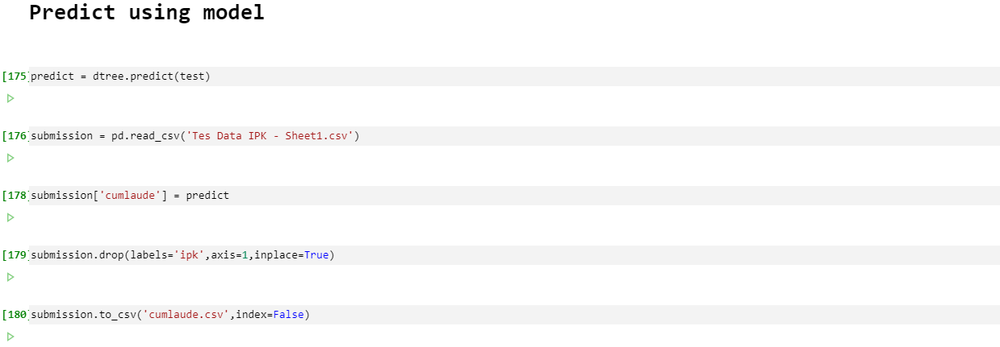 Predict using model
[175] predict = dtree.predict(test)
[176] submission = pd.read_csv('Tes Data IPK - Sheet1.csv')
[178] submission['cumlaude'] = predict
[179] submission.drop(labels='ipk',axis=1,inplace=True)
[180] submission.to_csv('cumlaude.csv',index=False)